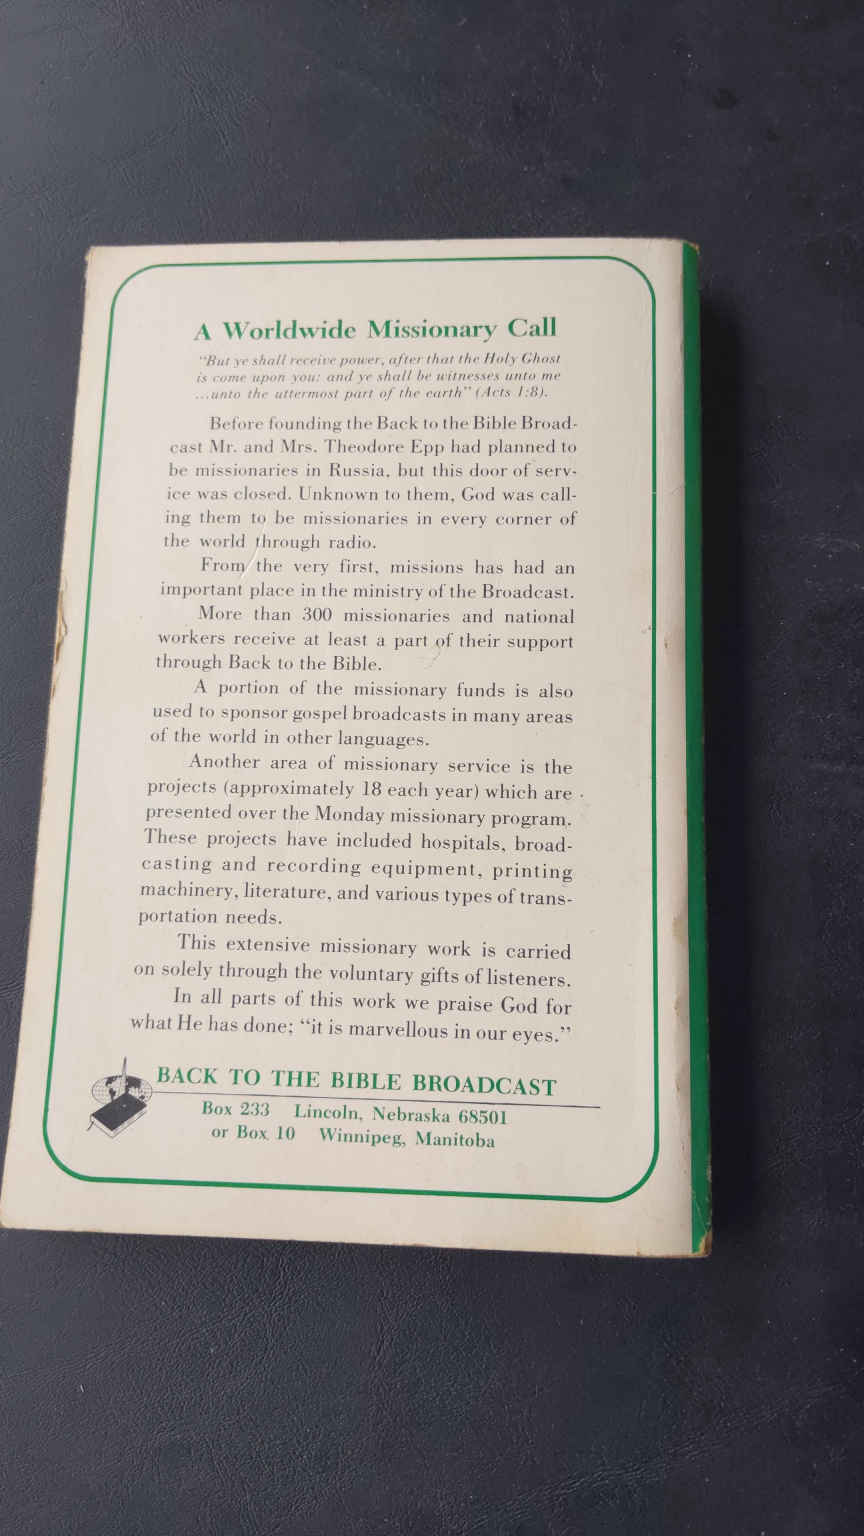 A Worldwide Missionary Call
"But ye shall receive power, after that the Holy Ghost
is come upon you: and ye shall be witnesses unto me
...unto the uttermost part of the earth" (Acts 1:8).
Before founding the Back to the Bible Broad-
cast Mr. and Mrs. Theodore Epp had planned to
be missionaries in Russia, but this door of serv-
ice was closed. Unknown to them, God was call-
ing them to be missionaries in every corner of
the world through radio.
From the very first, missions has had an
important place in the ministry of the Broadcast.
More than 300 missionaries and national
workers receive at least a part of their support
through Back to the Bible.
A portion of the missionary funds is also
used to sponsor gospel broadcasts in many areas
of the world in other languages.
Another area of missionary service is the
projects (approximately 18 each year) which are
presented over the Monday missionary program.
These projects have included hospitals, broad-
casting and recording equipment, printing
machinery, literature, and various types of trans-
portation needs.
This extensive missionary work is carried
on solely through the voluntary gifts of listeners.
In all parts of this work we praise God for
what He has done; "it is marvellous in our eyes."
BACK TO THE BIBLE BROADCAST
Box 233 Lincoln, Nebraska 68501
or Box 10 Winnipeg, Manitoba